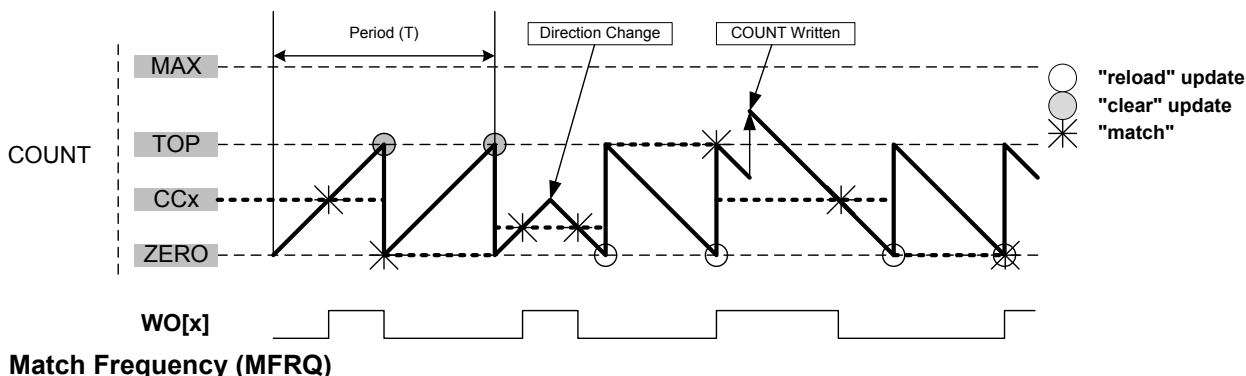 Period (T)
Direction Change
COUNT Written
MAX
"reload" update
"clear" update
TOP
"match"
COUNT
CCx
ZERO
WO[x]
Match Frequency (MFRQ)